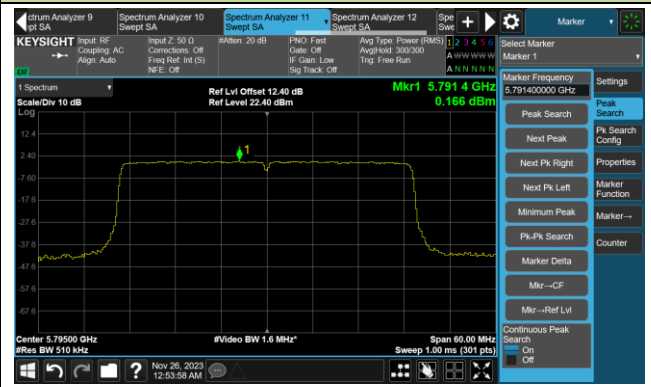 ctrum Analyzer 9
ept SA
Spectrum Analyzer 10
Swept SA
Spectrum Analyzer 11
Swept SA
Spectrum Analyzer 12
Swept SA
Spe
Swe
Marker
KEYSIGHT
Input: RF
Coupling: AC
Align: Auto
Input Z: 50 Ω
Corrections: Off
Freq Ref: Int (S)
NFE: Off
#Atten: 20 dB
PNO: Fast
Gate: Off
IF Gain: Low
Sig Track: Off
Avg Type: Power (RMS)
Avg|Hold: 300/300
Trig: Free Run
1 2 3 4 5 6
A W W W W W
A N N N N N
Select Marker
Marker 1
1 Spectrum
Scale/Div 10 dB
Log
Ref Lvl Offset 12.40 dB
Ref Level 22.40 dBm
Mkr1 5.791 4 GHz
0.166 dBm
1
12.4
2.40
-7.60
-17.6
-27.6
-37.6
-47.6
-57.6
-67.6
Center 5.79500 GHz
#Res BW 510 kHz
#Video BW 1.6 MHz*
Span 60.00 MHz
Sweep 1.00 ms (301 pts)
Marker Frequency
5.791400000 GHz
Peak Search
Next Peak
Next Pk Right
Next Pk Left
Minimum Peak
Pk-Pk Search
Marker Delta
Mkr→CF
Mkr→Ref Lvl
Continuous Peak
Search
On
Off
Settings
Peak
Search
Pk Search
Config
Properties
Marker
Function
Marker→
Counter
?
Nov 26, 2023
12:53:58 AM